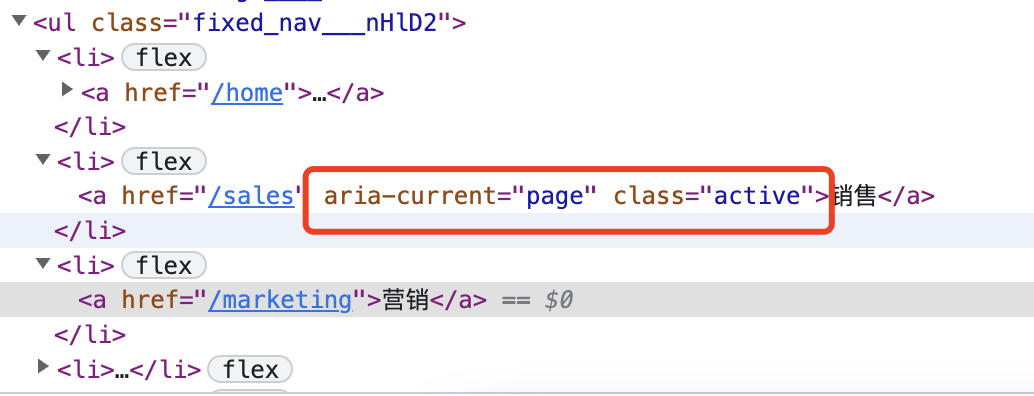 <ul class="fixed_nav___nHlD2">
<li> flex
<a href="/home">…</a>
</li>
<li> flex
<a href="/sales" aria-current="page" class="active">销售</a>
</li>
<li> flex
<a href="/marketing">营销</a> == $0
</li>
<li>…</li> flex